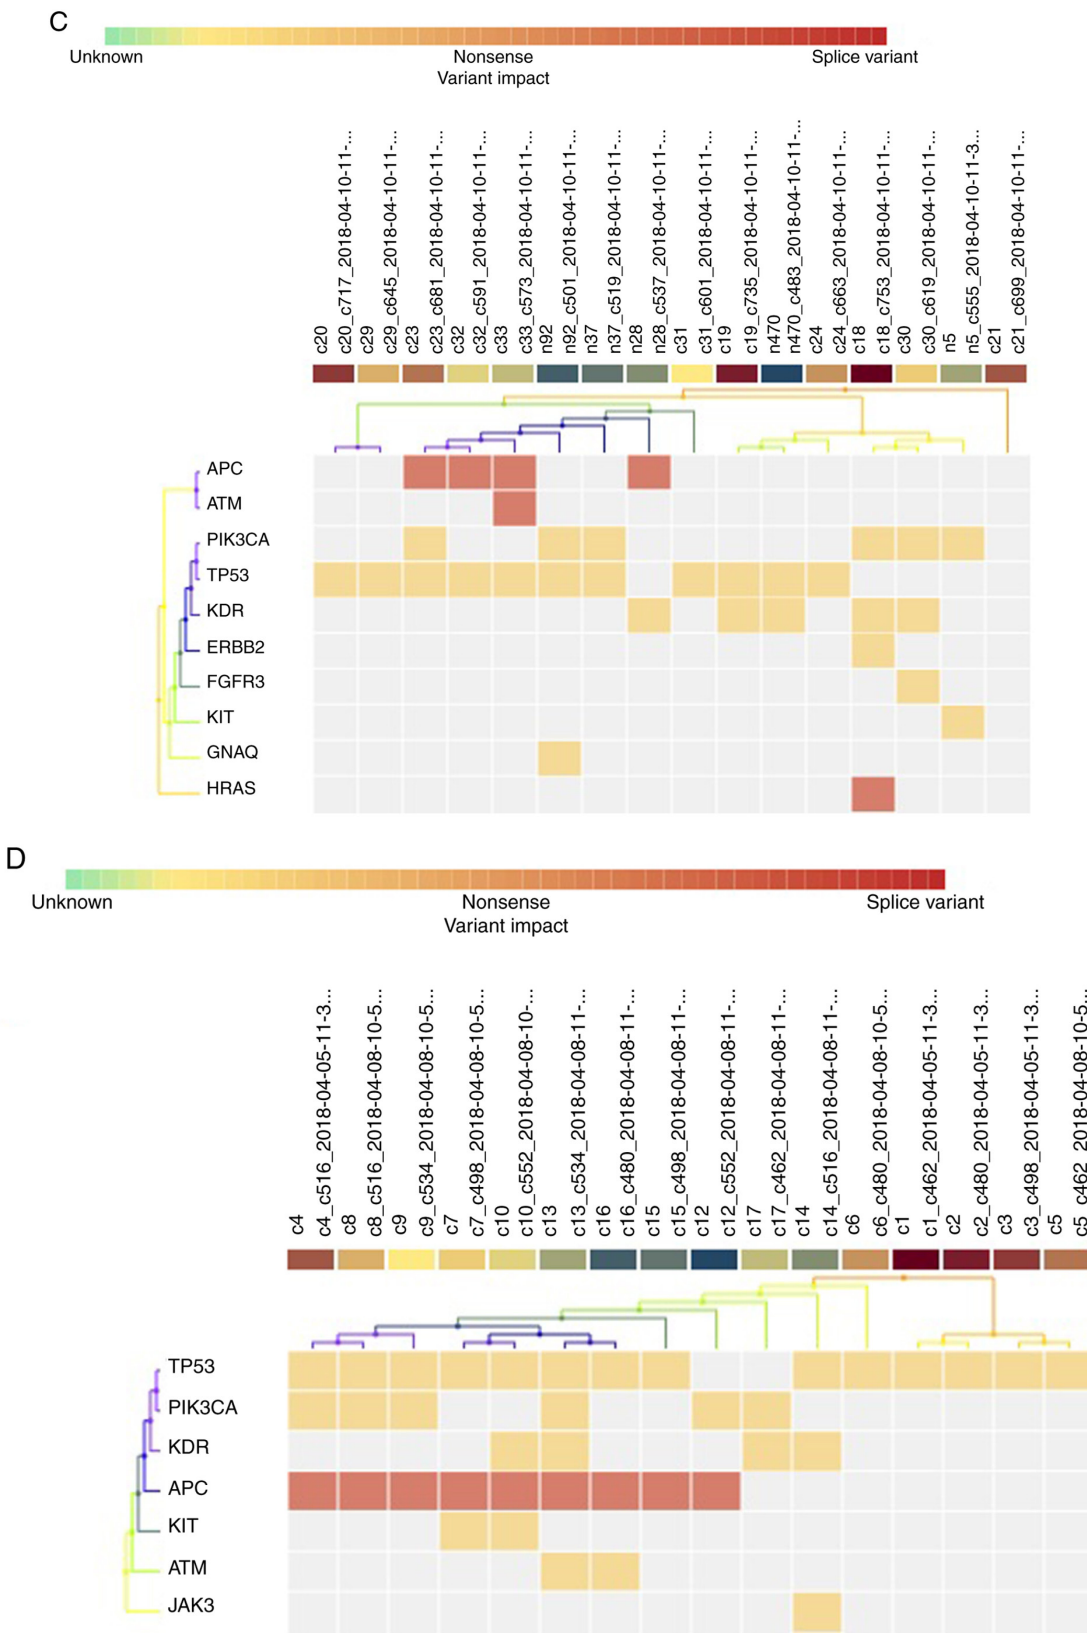 C
Unknown Nonsense Splice variant
Variant impact
c20
c20_c717_2018-04-10-11-...
c29
c29_c645_2018-04-10-11-...
c23
c23_c681_2018-04-10-11-...
c32
c32_c591_2018-04-10-11-...
c33
c33_c573_2018-04-10-11-...
n92
n92_c501_2018-04-10-11-...
n37
n37_c519_2018-04-10-11-...
n28
n28_c537_2018-04-10-11-...
c31
c31_c601_2018-04-10-11-...
c19
c19_c735_2018-04-10-11-...
n470
n470_c483_2018-04-10-11-...
c24
c24_c663_2018-04-10-11-...
c18
c18_c753_2018-04-10-11-...
c30
c30_c619_2018-04-10-11-...
n5
n5_c555_2018-04-10-11-3...
c21
c21_c699_2018-04-10-11-...
APC
ATM
PIK3CA
TP53
KDR
ERBB2
FGFR3
KIT
GNAQ
HRAS
D
Unknown Nonsense Splice variant
Variant impact
c4
c4_c516_2018-04-05-11-3...
c8
c8_c516_2018-04-08-10-5...
c9
c9_c534_2018-04-08-10-5...
c7
c7_c498_2018-04-08-10-5...
c10
c10_c552_2018-04-08-10-...
c13
c13_c534_2018-04-08-11-...
c16
c16_c480_2018-04-08-11-...
c15
c15_c498_2018-04-08-11-...
c12
c12_c552_2018-04-08-11-...
c17
c17_c462_2018-04-08-11-...
c14
c14_c516_2018-04-08-11-...
c6
c6_c480_2018-04-08-10-5...
c1
c1_c462_2018-04-05-11-3...
c2
c2_c480_2018-04-05-11-3...
c3
c3_c498_2018-04-05-11-3...
c5
c5_c462_2018-04-08-10-5...
TP53
PIK3CA
KDR
APC
KIT
ATM
JAK3